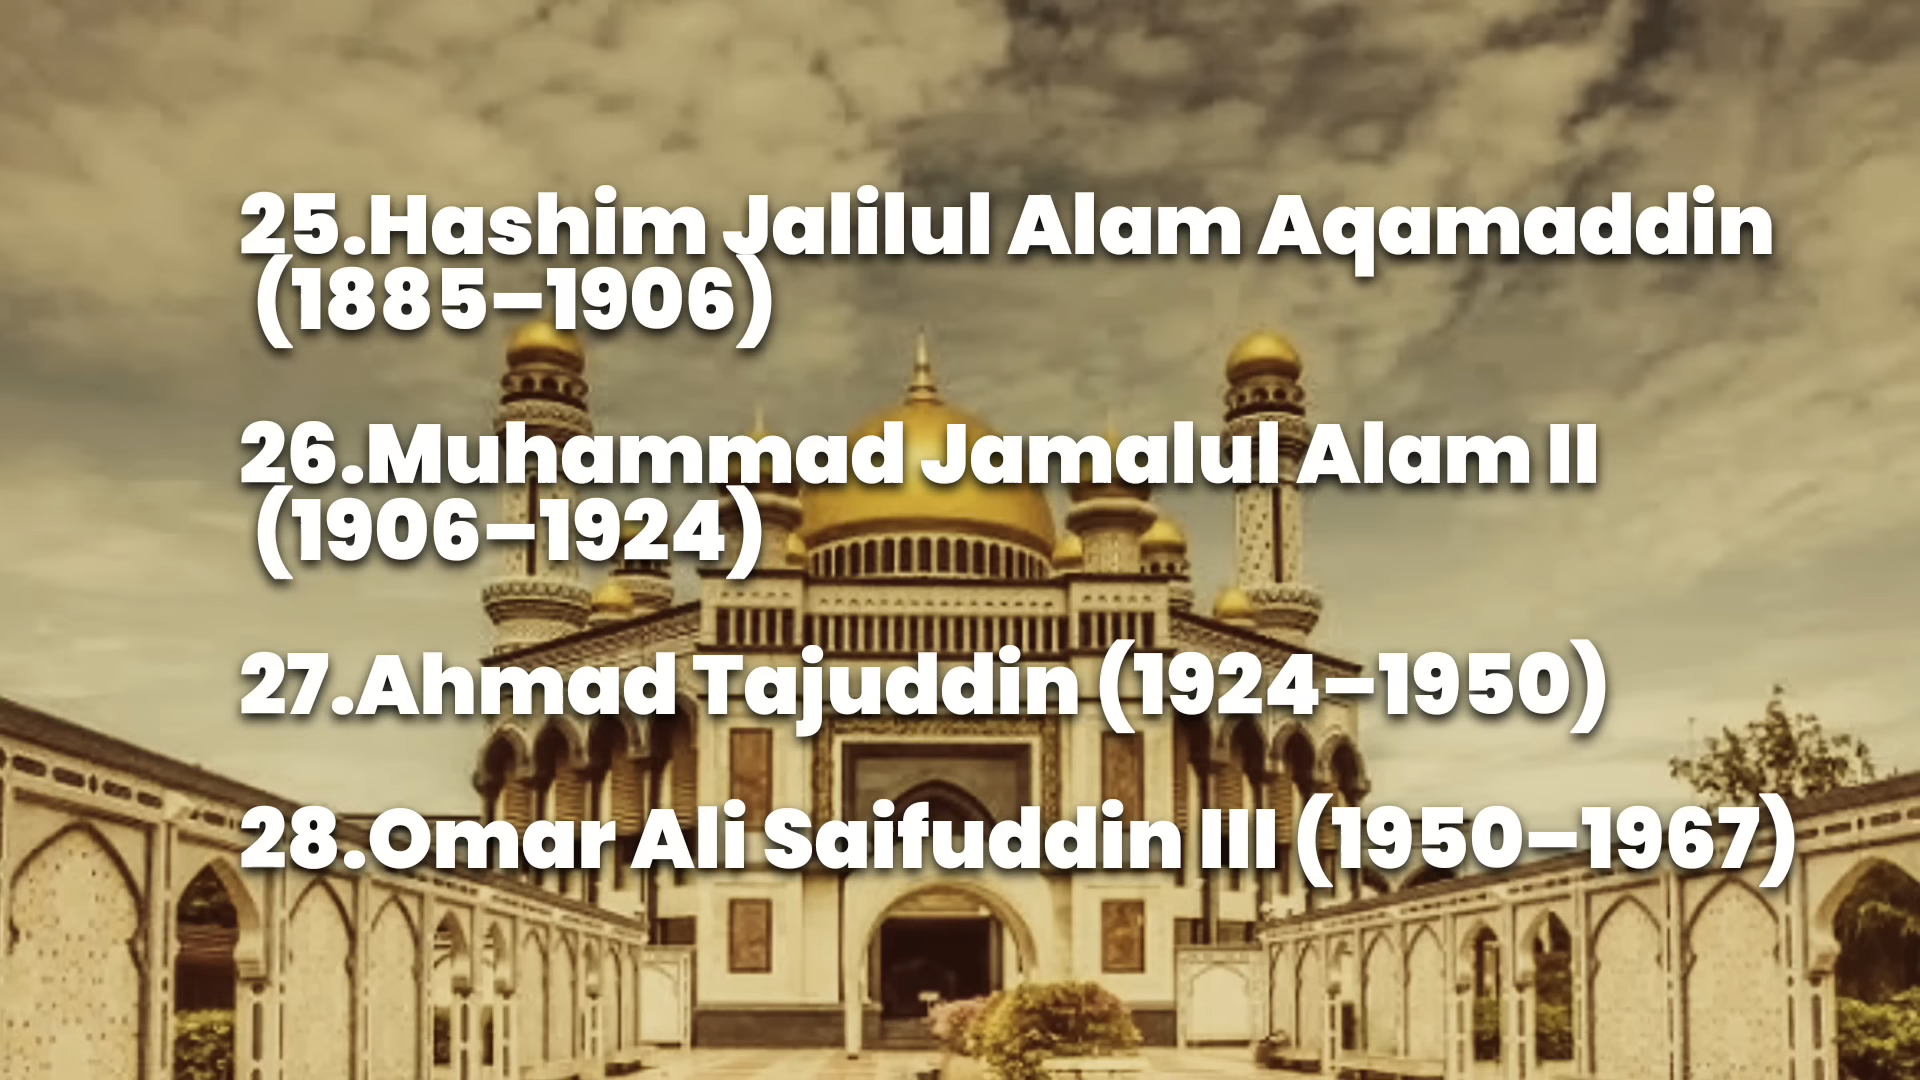 25.Hashim Jalilul Alam Aqamaddin
(1885–1906)
26.Muhammad Jamalul Alam II
(1906–1924)
27.Ahmad Tajuddin (1924–1950)
28.Omar Ali Saifuddin III (1950–1967)